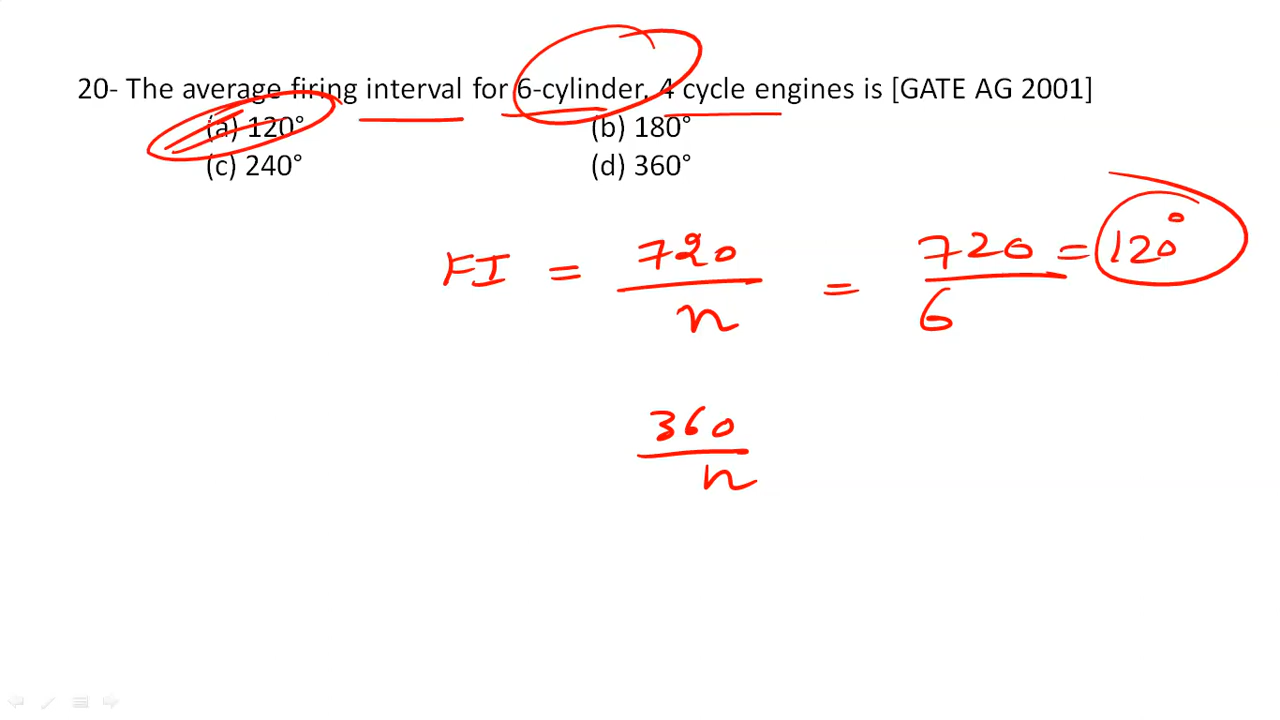 20- The average firing interval for 6-cylinder, 4 cycle engines is [GATE AG 2001]
(a) 120° (b) 180°
(c) 240° (d) 360°
FI = 720/n = 720/6 = 120°
360/n